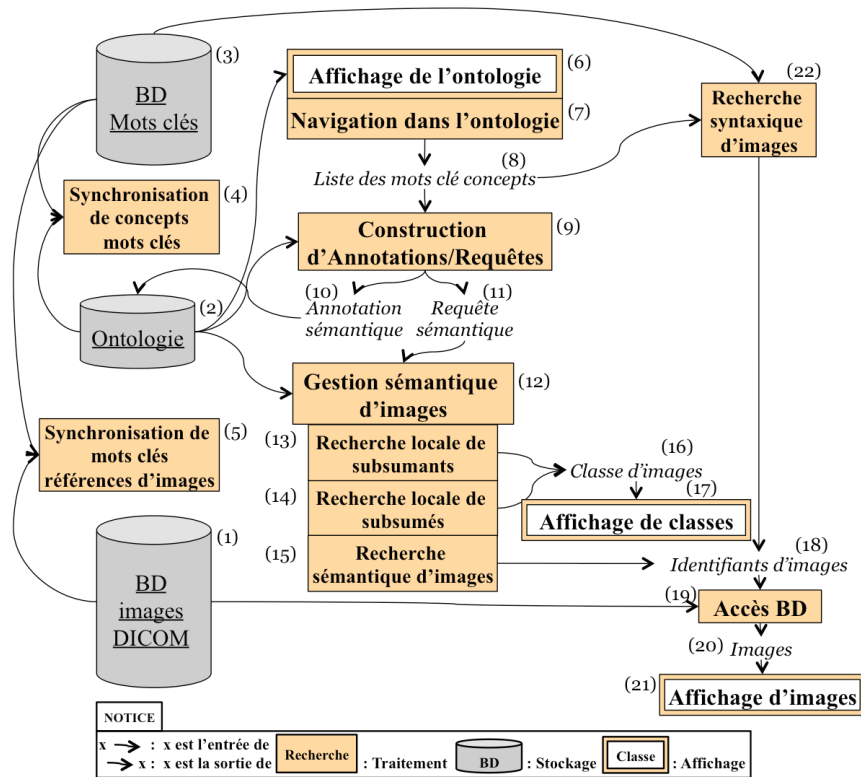 (3)
BD
Mots clés
Affichage de l'ontologie
(6)
Navigation dans l'ontologie
(7)
(22)
Recherche
syntaxique
d'images
(8)
Liste des mots clé concepts
Synchronisation
de concepts
mots clés
(4)
Construction
d'Annotations/Requêtes
(9)
(2)
Ontologie
(10)
Annotation
sémantique
(11)
Requête
sémantique
Gestion sémantique
d'images
(12)
Synchronisation de
mots clés
références d'images
(5)
(13)
Recherche locale de
subsumants
(14)
Recherche locale de
subsumés
(15)
Recherche
sémantique d'images
(16)
Classe d'images
(17)
Affichage de classes
(1)
BD
images
DICOM
(18)
Identifiants d'images
(19)
Accès BD
(20)
Images
(21)
Affichage d'images
NOTICE
x : x est l'entrée de
x : x est la sortie de
Recherche
: Traitement
BD
: Stockage
Classe
: Affichage